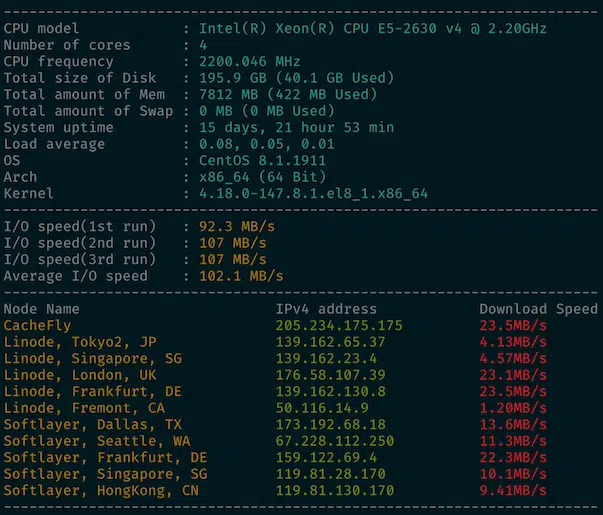 ----------------------------------------------------------------------
CPU model            : Intel(R) Xeon(R) CPU E5-2630 v4 @ 2.20GHz
Number of cores      : 4
CPU frequency        : 2200.046 MHz
Total size of Disk   : 195.9 GB (40.1 GB Used)
Total amount of Mem  : 7812 MB (422 MB Used)
Total amount of Swap : 0 MB (0 MB Used)
System uptime        : 15 days, 21 hour 53 min
Load average         : 0.08, 0.05, 0.01
OS                   : CentOS 8.1.1911
Arch                 : x86_64 (64 Bit)
Kernel               : 4.18.0-147.8.1.el8_1.x86_64
----------------------------------------------------------------------
I/O speed(1st run)   : 92.3 MB/s
I/O speed(2nd run)   : 107 MB/s
I/O speed(3rd run)   : 107 MB/s
Average I/O speed    : 102.1 MB/s
----------------------------------------------------------------------
Node Name                       IPv4 address            Download Speed
CacheFly                        205.234.175.175         23.5MB/s
Linode, Tokyo2, JP              139.162.65.37           4.13MB/s
Linode, Singapore, SG           139.162.23.4            4.57MB/s
Linode, London, UK              176.58.107.39           23.1MB/s
Linode, Frankfurt, DE           139.162.130.8           23.5MB/s
Linode, Fremont, CA             50.116.14.9             1.20MB/s
Softlayer, Dallas, TX           173.192.68.18           13.6MB/s
Softlayer, Seattle, WA          67.228.112.250          11.3MB/s
Softlayer, Frankfurt, DE        159.122.69.4            22.3MB/s
Softlayer, Singapore, SG        119.81.28.170           10.1MB/s
Softlayer, HongKong, CN         119.81.130.170          9.41MB/s
----------------------------------------------------------------------